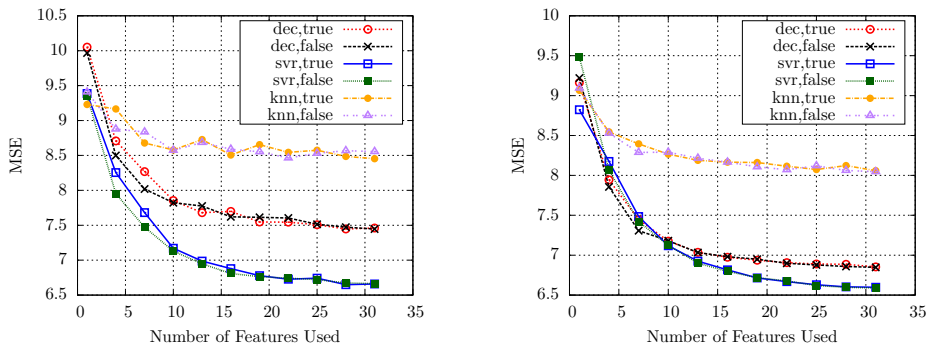 10.5
10
9.5
9
8.5
8
7.5
7
6.5
0 5 10 15 20 25 30 35
MSE
Number of Features Used
dec,true
dec,false
svr,true
svr,false
knn,true
knn,false
10
9.5
9
8.5
8
7.5
7
6.5
0 5 10 15 20 25 30 35
MSE
Number of Features Used
dec,true
dec,false
svr,true
svr,false
knn,true
knn,false